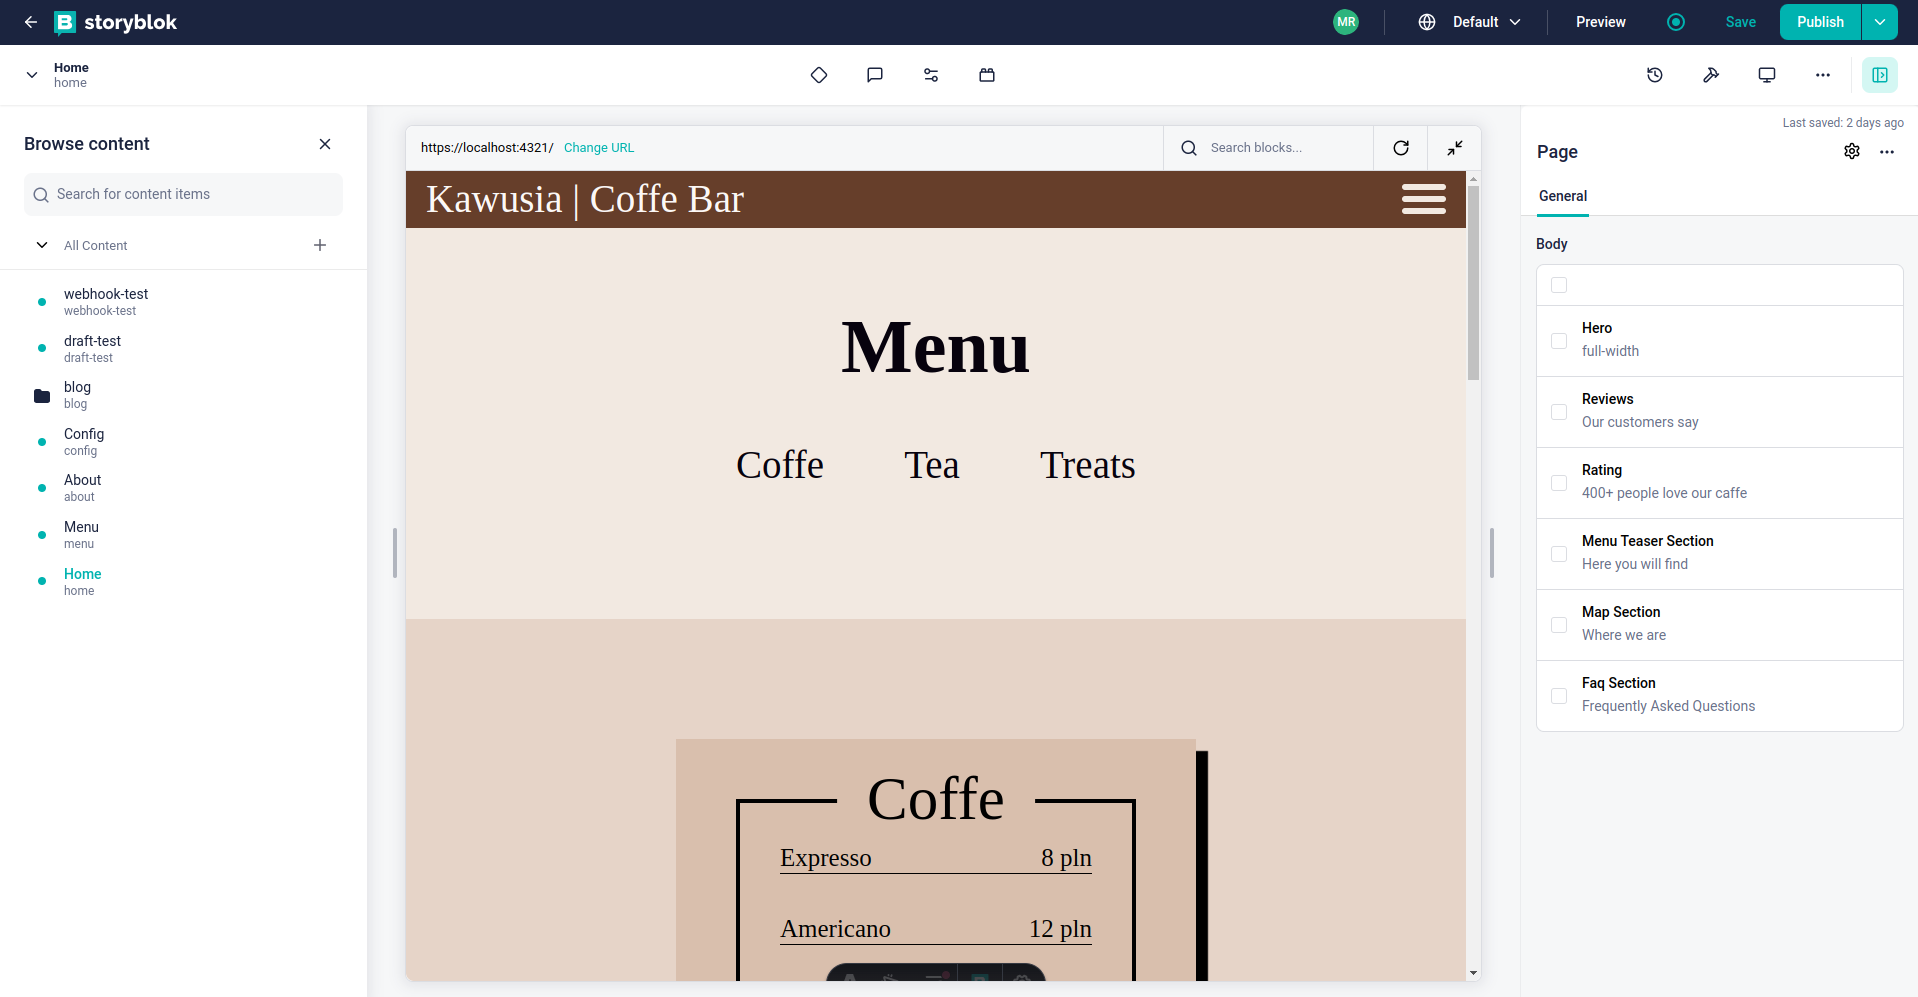 storyblok
MR
Default
Preview
Save
Publish
Home
home
Browse content
Search for content items
All Content
webhook-test
webhook-test
draft-test
draft-test
blog
blog
Config
config
About
about
Menu
menu
Home
home
https://localhost:4321/ Change URL
Search blocks...
Kawusia | Coffe Bar
Menu
Coffe Tea Treats
Coffe
Expresso 8 pln
Americano 12 pln
Last saved: 2 days ago
Page
General
Body
Hero
full-width
Reviews
Our customers say
Rating
400+ people love our caffe
Menu Teaser Section
Here you will find
Map Section
Where we are
Faq Section
Frequently Asked Questions